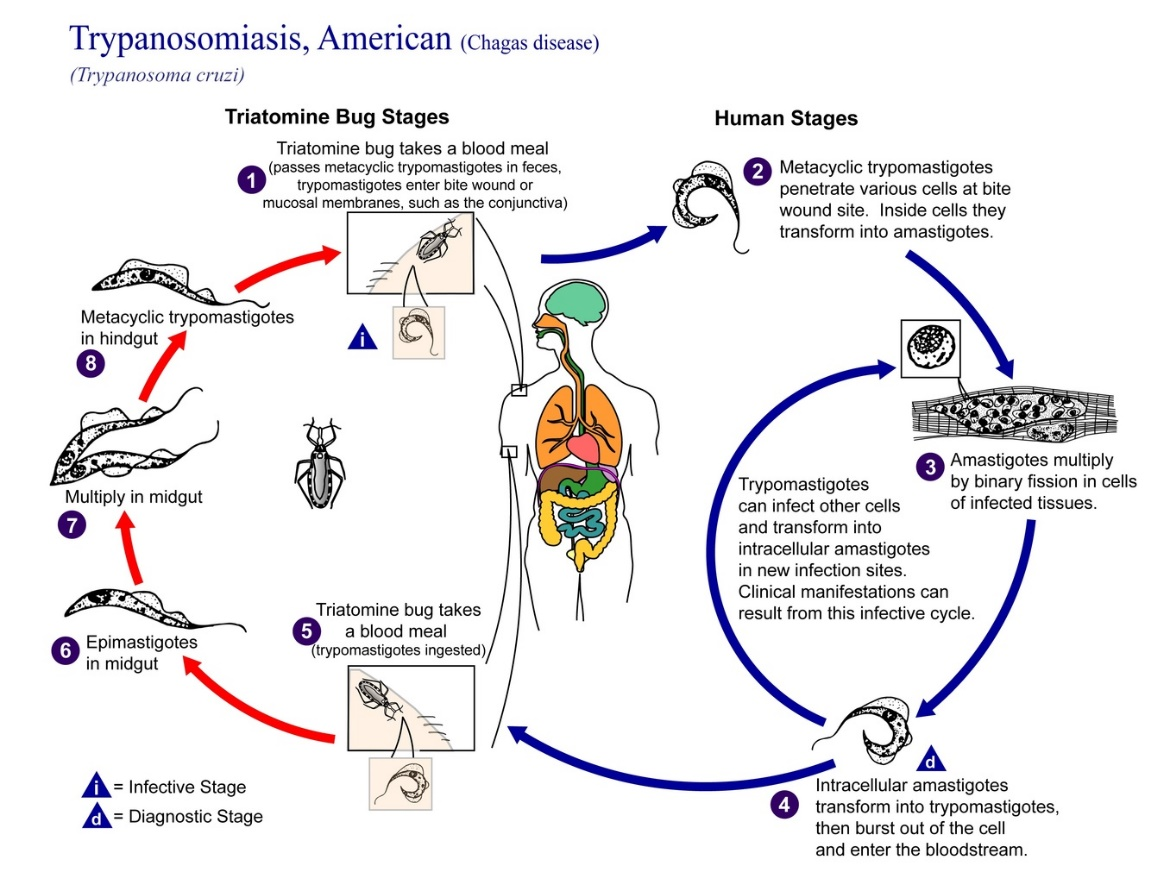 Trypanosomiasis, American (Chagas disease)
(Trypanosoma cruzi)
Triatomine Bug Stages
Human Stages
1
Triatomine bug takes a blood meal
(passes metacyclic trypomastigotes in feces,
trypomastigotes enter bite wound or
mucosal membranes, such as the conjunctiva)
i
2
Metacyclic trypomastigotes
penetrate various cells at bite
wound site. Inside cells they
transform into amastigotes.
3
Amastigotes multiply
by binary fission in cells
of infected tissues.
Trypomastigotes
can infect other cells
and transform into
intracellular amastigotes
in new infection sites.
Clinical manifestations can
result from this infective cycle.
d
4
Intracellular amastigotes
transform into trypomastigotes,
then burst out of the cell
and enter the bloodstream.
5
Triatomine bug takes
a blood meal
(trypomastigotes ingested)
6
Epimastigotes
in midgut
Multiply in midgut
7
Metacyclic trypomastigotes
in hindgut
8
i = Infective Stage
d = Diagnostic Stage